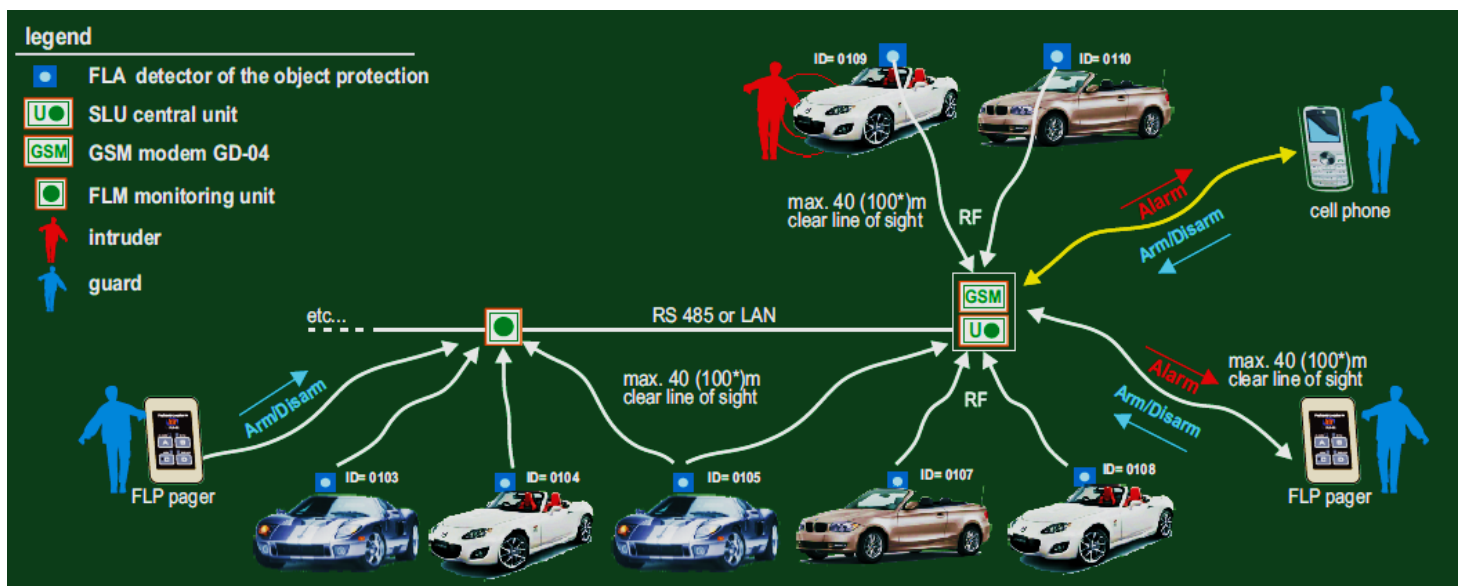 legend
FLA detector of the object protection
U
SLU central unit
GSM
GSM modem GD-04
FLM monitoring unit
intruder
guard
ID= 0109
ID= 0110
max. 40 (100*)m
clear line of sight
RF
Alarm
Arm/Disarm
cell phone
etc...
RS 485 or LAN
GSM
U
Arm/Disarm
max. 40 (100*)m
clear line of sight
RF
Alarm
Arm/Disarm
max. 40 (100*)m
clear line of sight
FLP pager
ID= 0103
ID= 0104
ID= 0105
ID= 0107
ID= 0108
FLP pager